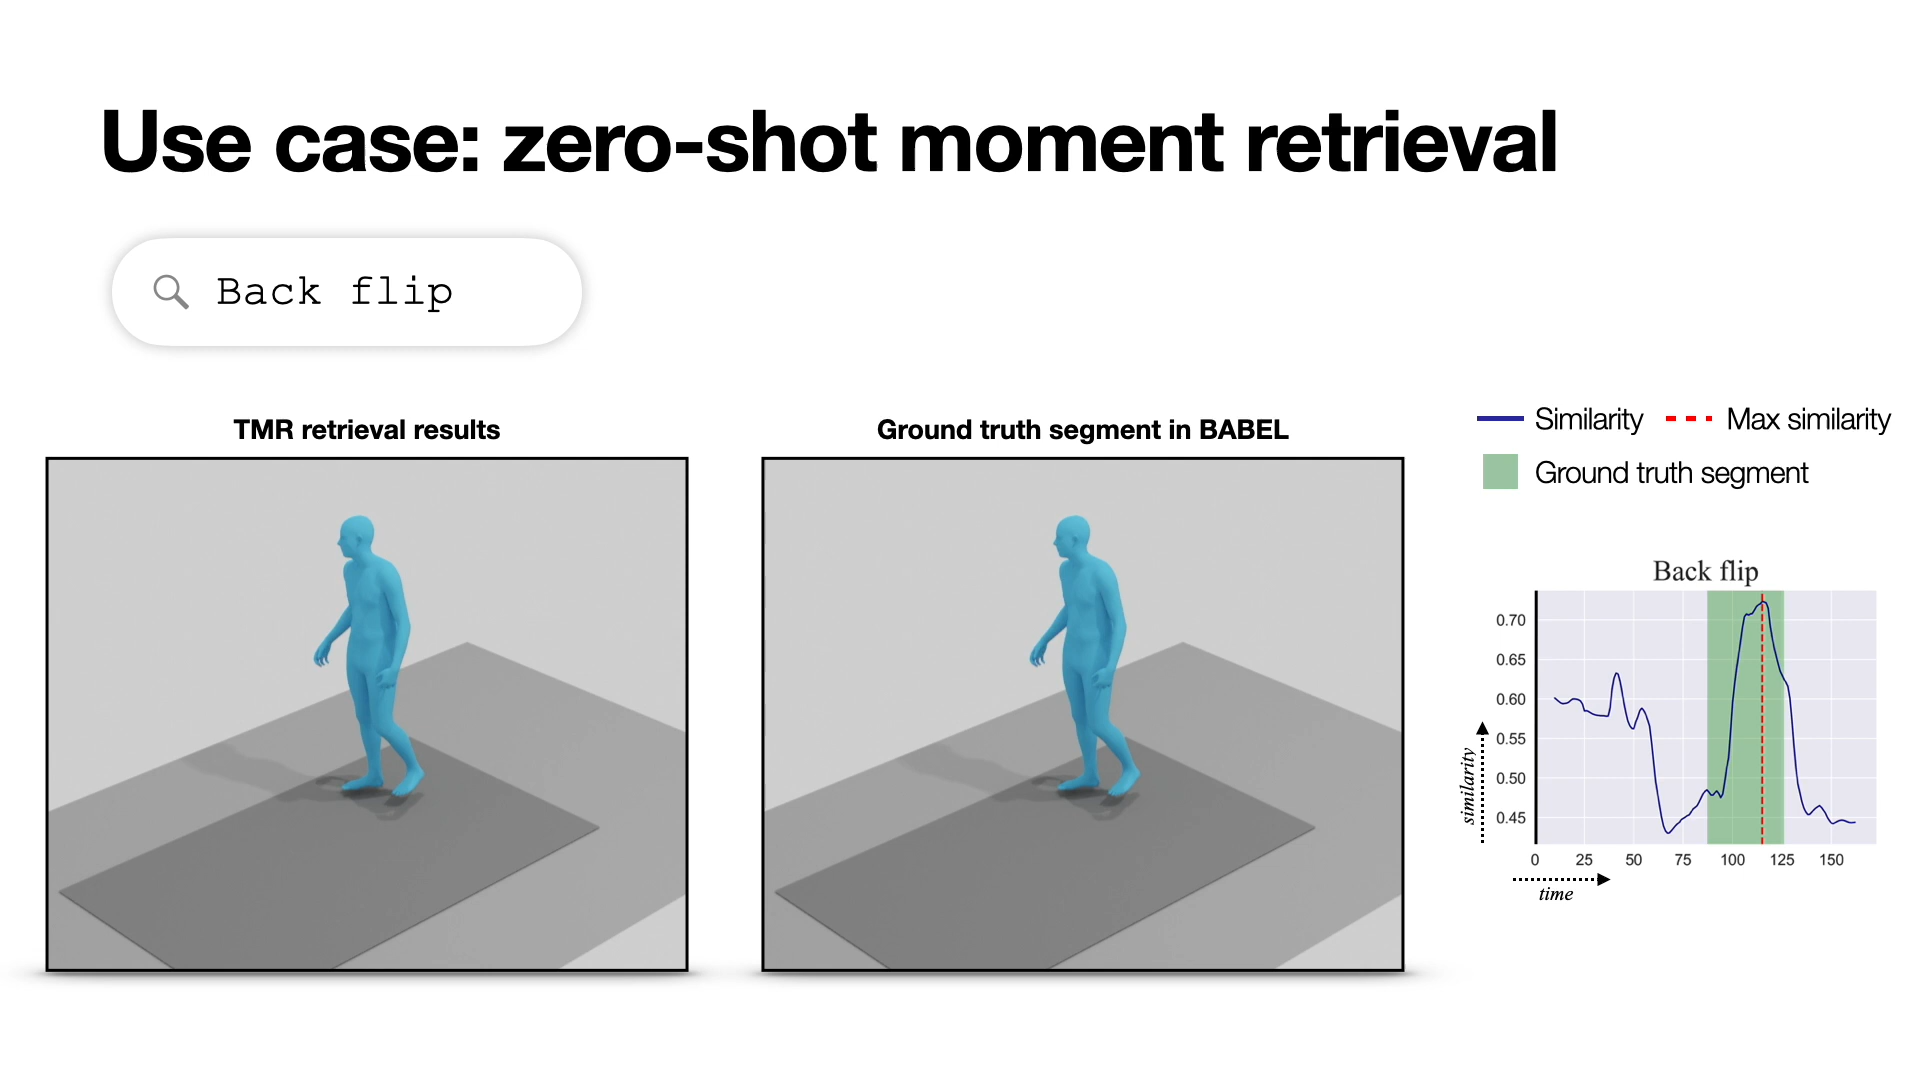 Use case: zero-shot moment retrieval
Back flip
TMR retrieval results
Ground truth segment in BABEL
Similarity
Max similarity
Ground truth segment
Back flip
0.70
0.65
0.60
0.55
0.50
0.45
similarity
0 25 50 75 100 125 150
time